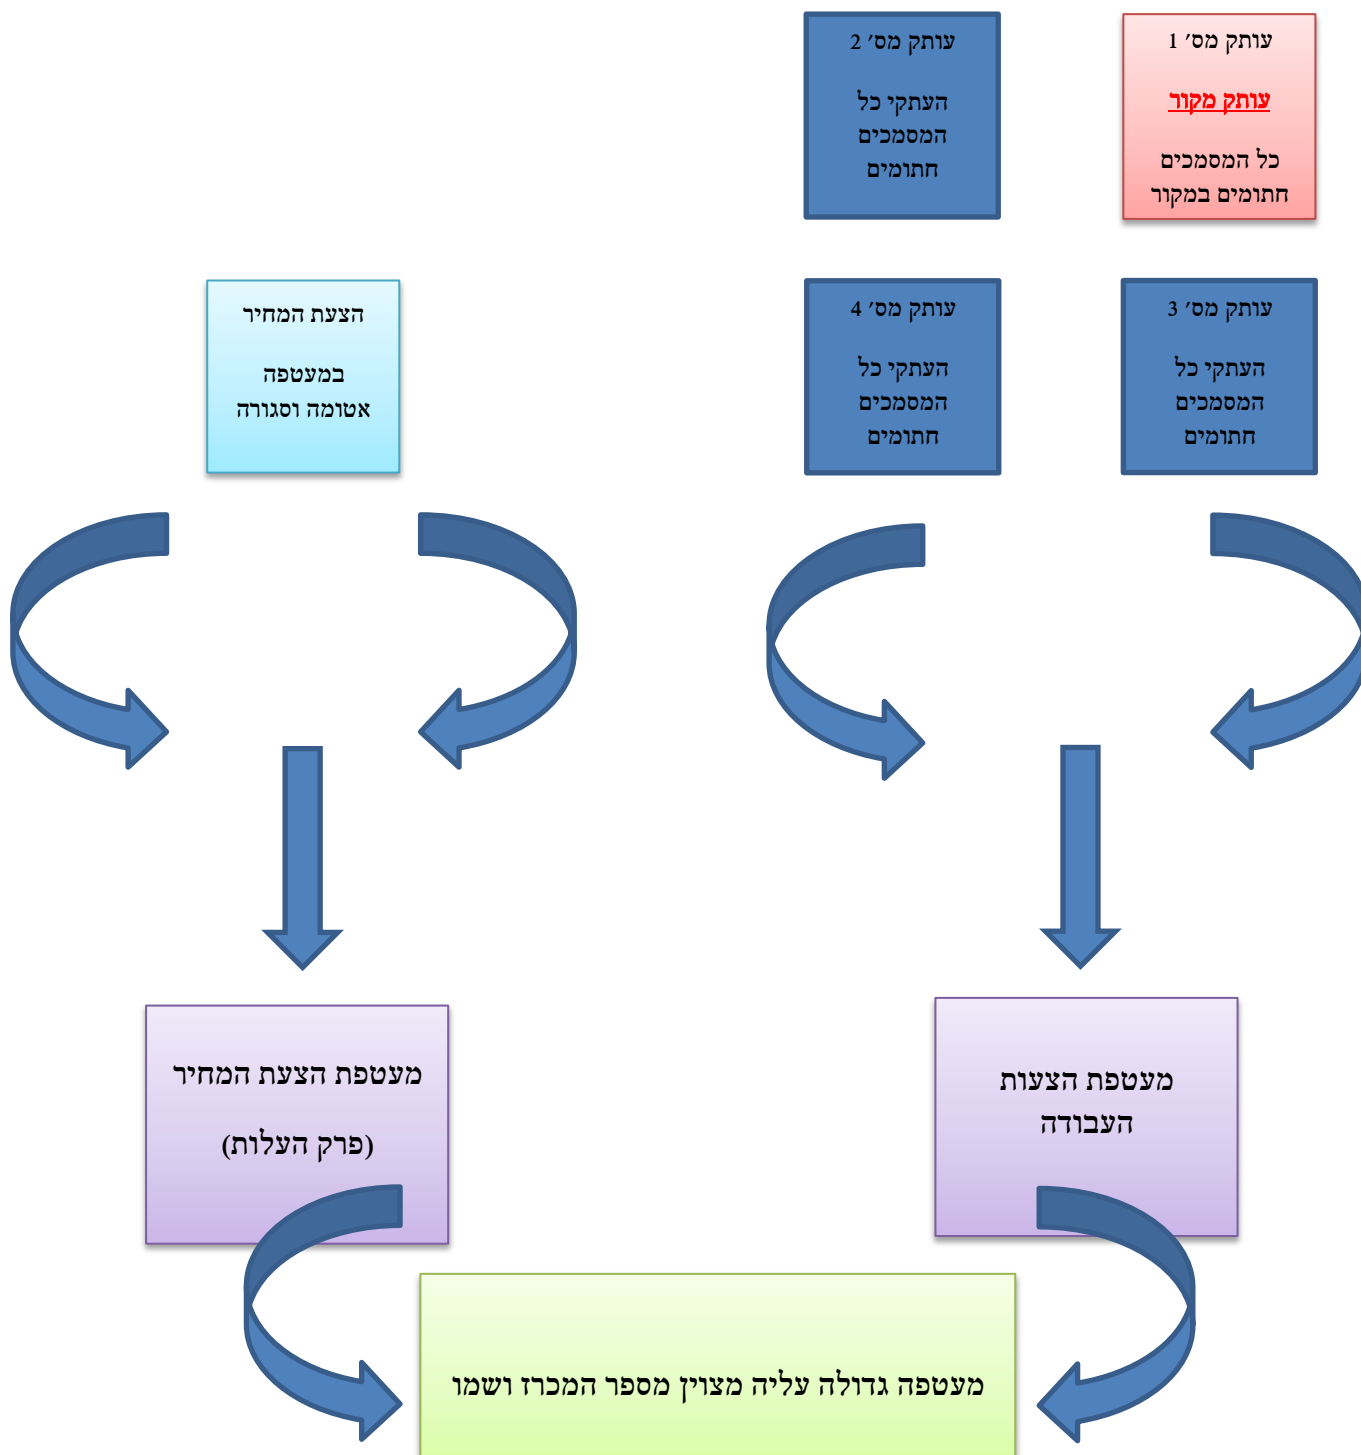 עותק מס׳ 1
עותק מקור
כל המסמכים
חתומים במקור
עותק מס׳ 2
העתקי כל
המסמכים
חתומים
עותק מס׳ 3
העתקי כל
המסמכים
חתומים
עותק מס׳ 4
העתקי כל
המסמכים
חתומים
הצעת המחיר
במעטפה
אטומה וסגורה
מעטפת הצעות
העבודה
מעטפת הצעת המחיר
(פרק העלות)
מעטפה גדולה עליה מצוין מספר המכרז ושמו